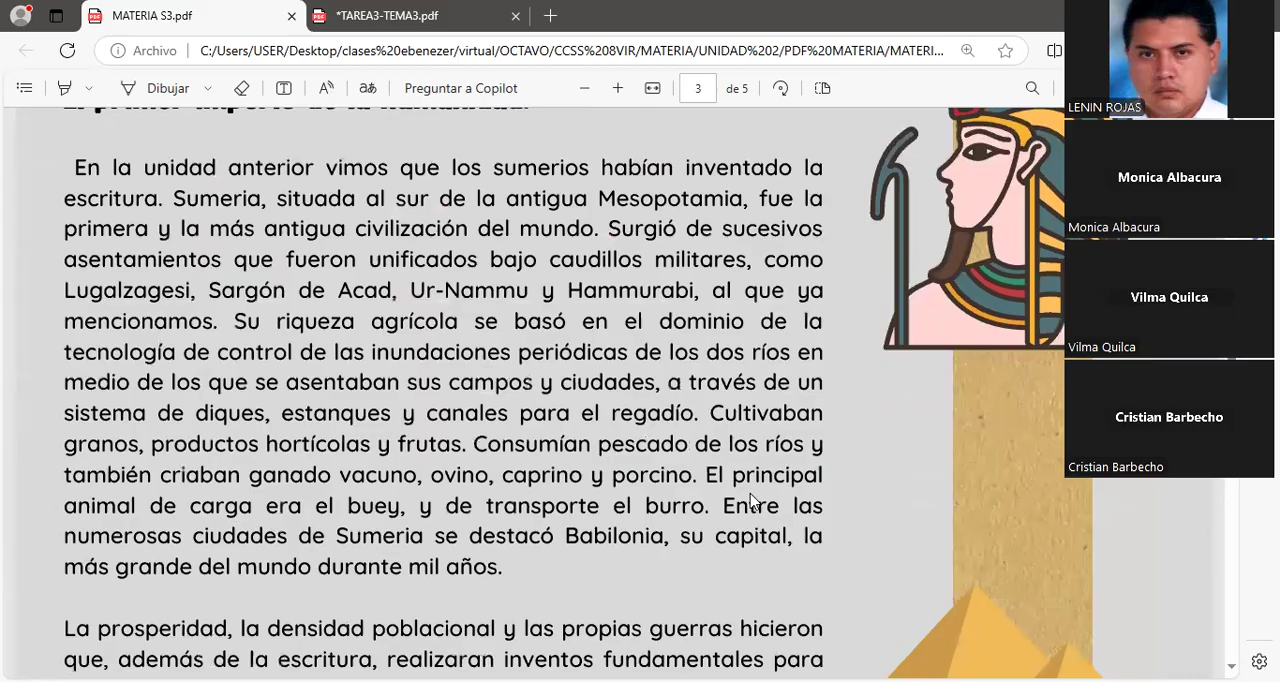 MATERIA S3.pdf
*TAREA3-TEMA3.pdf
Archivo
C:/Users/USER/Desktop/clases%20ebenezer/virtual/OCTAVO/CCSS%208VIR/MATERIA/UNIDAD%202/PDF%20MATERIA/MATERI...
Dibujar
Preguntar a Copilot
3
de 5
En la unidad anterior vimos que los sumerios habían inventado la
escritura. Sumeria, situada al sur de la antigua Mesopotamia, fue la
primera y la más antigua civilización del mundo. Surgió de sucesivos
asentamientos que fueron unificados bajo caudillos militares, como
Lugalzagesi, Sargón de Acad, Ur-Nammu y Hammurabi, al que ya
mencionamos. Su riqueza agrícola se basó en el dominio de la
tecnología de control de las inundaciones periódicas de los dos ríos en
medio de los que se asentaban sus campos y ciudades, a través de un
sistema de diques, estanques y canales para el regadío. Cultivaban
granos, productos hortícolas y frutas. Consumían pescado de los ríos y
también criaban ganado vacuno, ovino, caprino y porcino. El principal
animal de carga era el buey, y de transporte el burro. Entre las
numerosas ciudades de Sumeria se destacó Babilonia, su capital, la
más grande del mundo durante mil años.
La prosperidad, la densidad poblacional y las propias guerras hicieron
que, además de la escritura, realizaran inventos fundamentales para
LENIN ROJAS
Monica Albacura
Monica Albacura
Vilma Quilca
Vilma Quilca
Cristian Barbecho
Cristian Barbecho